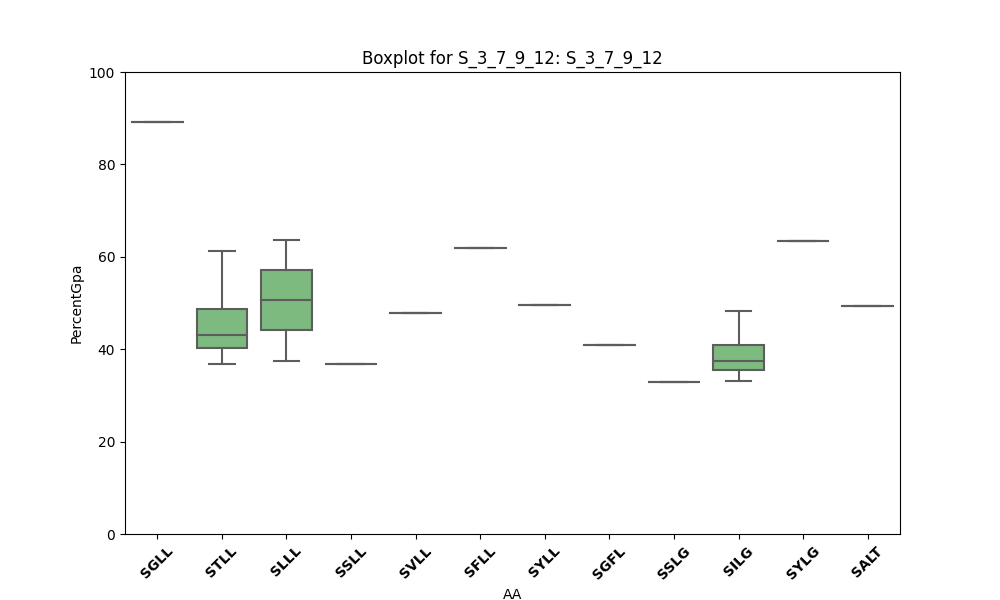 Boxplot for S_3_7_9_12: S_3_7_9_12
100
80
60
40
20
0
PercentGpa
SGLL
STLL
SLLL
SSLL
SVLL
SFLL
SYLL
SGFL
SSLG
SILG
SYLG
SALT
AA